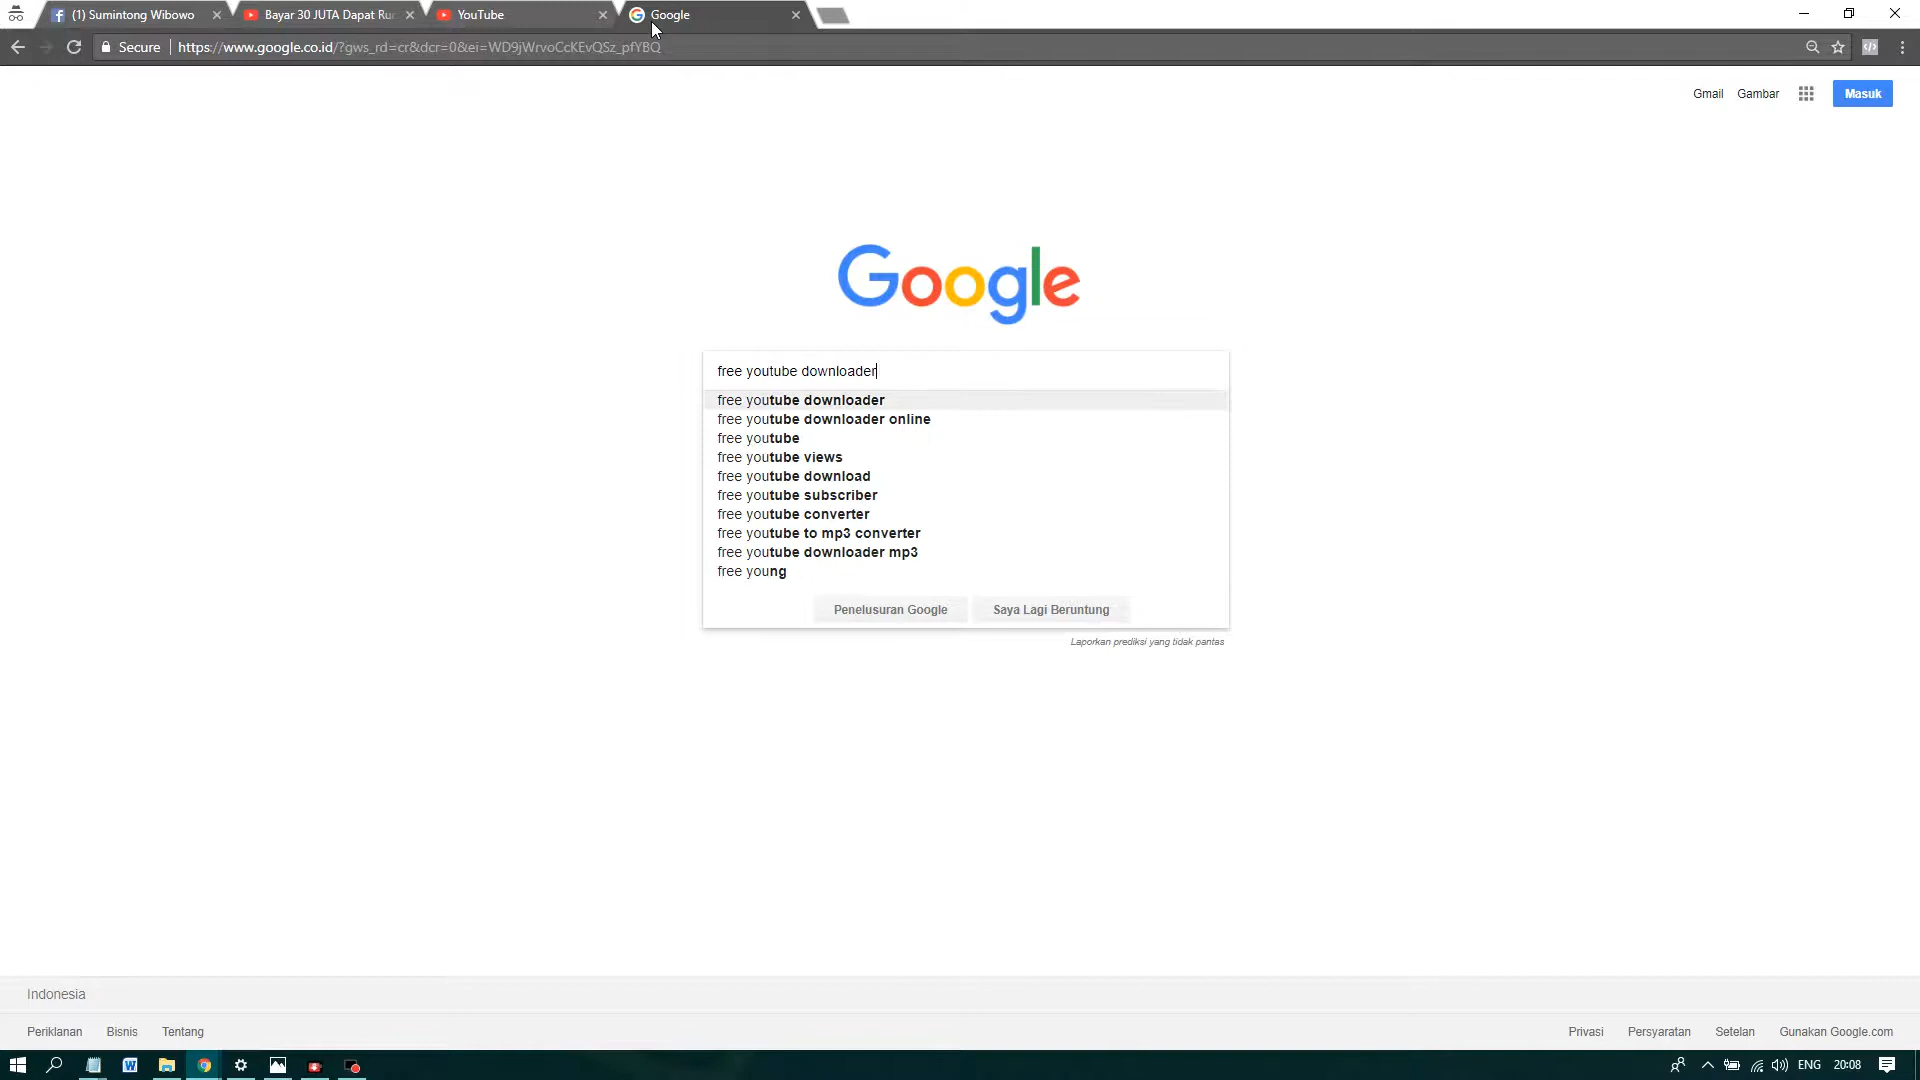 (1) Sumintong Wibowo
Bayar 30 JUTA Dapat Ru
YouTube
Google
Secure
https://www.google.co.id/?gws_rd=cr&dcr=0&ei=WD9jWrvoCcKEvQSz_pfYBQ
Gmail
Gambar
Masuk
Google
free youtube downloader
free youtube downloader
free youtube downloader online
free youtube
free youtube views
free youtube download
free youtube subscriber
free youtube converter
free youtube to mp3 converter
free youtube downloader mp3
free young
Penelusuran Google
Saya Lagi Beruntung
Laporkan prediksi yang tidak pantas
Indonesia
Periklanan
Bisnis
Tentang
Privasi
Persyaratan
Setelan
Gunakan Google.com
ENG
20:08